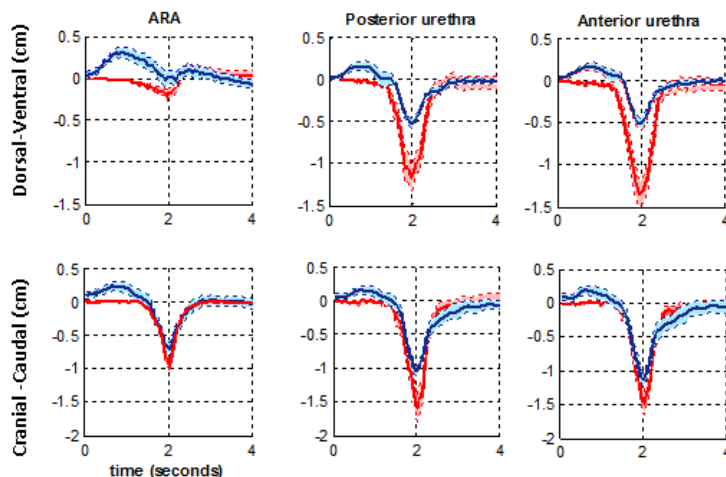 ARA Posterior urethra Anterior urethra
Dorsal-Ventral (cm)
0.5 0.5 0.5
0 0 0
-0.5 -0.5 -0.5
-1 -1 -1
-1.5 -1.5 -1.5
0 2 4 0 2 4 0 2 4
Cranial -Caudal (cm)
0.5 0.5 0.5
0 0 0
-0.5 -0.5 -0.5
-1 -1 -1
-1.5 -1.5 -1.5
-2 -2 -2
0 2 4 0 2 4 0 2 4
time (seconds)